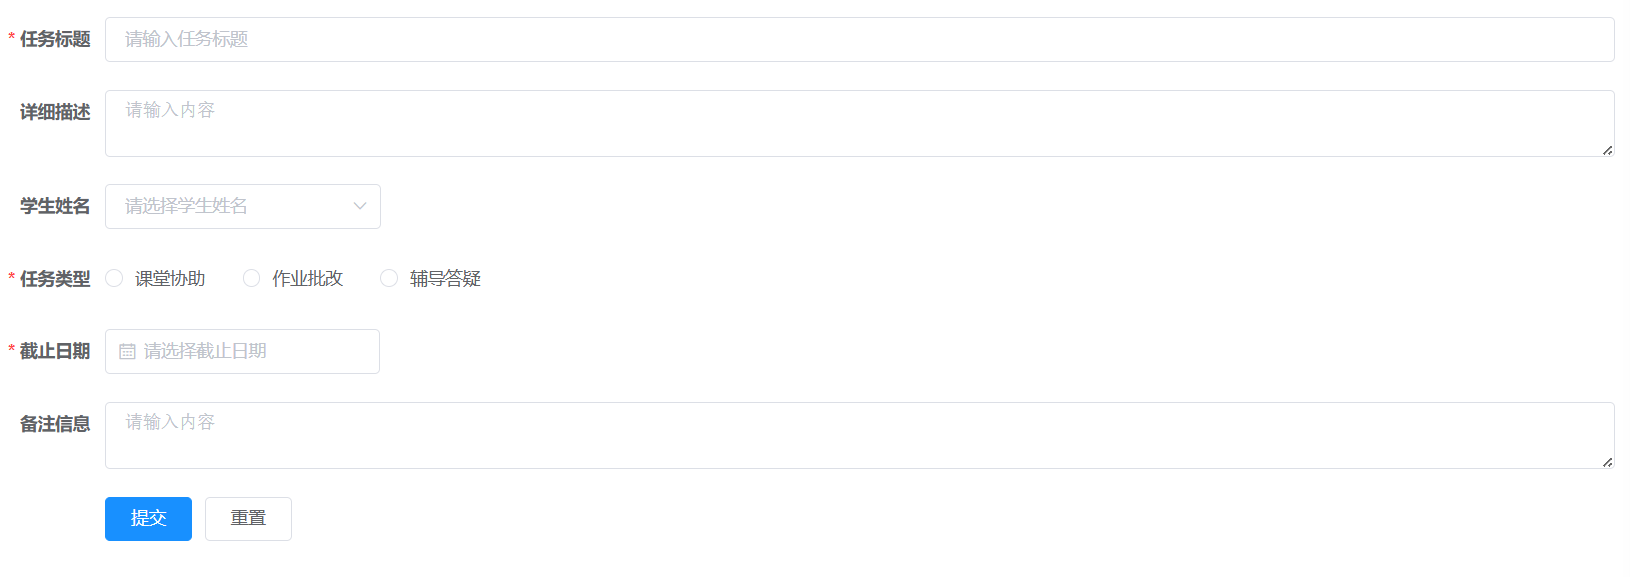 * 任务标题 请输入任务标题
详细描述 请输入内容
学生姓名 请选择学生姓名
* 任务类型 课堂协助 作业批改 辅导答疑
* 截止日期 请选择截止日期
备注信息 请输入内容
提交 重置